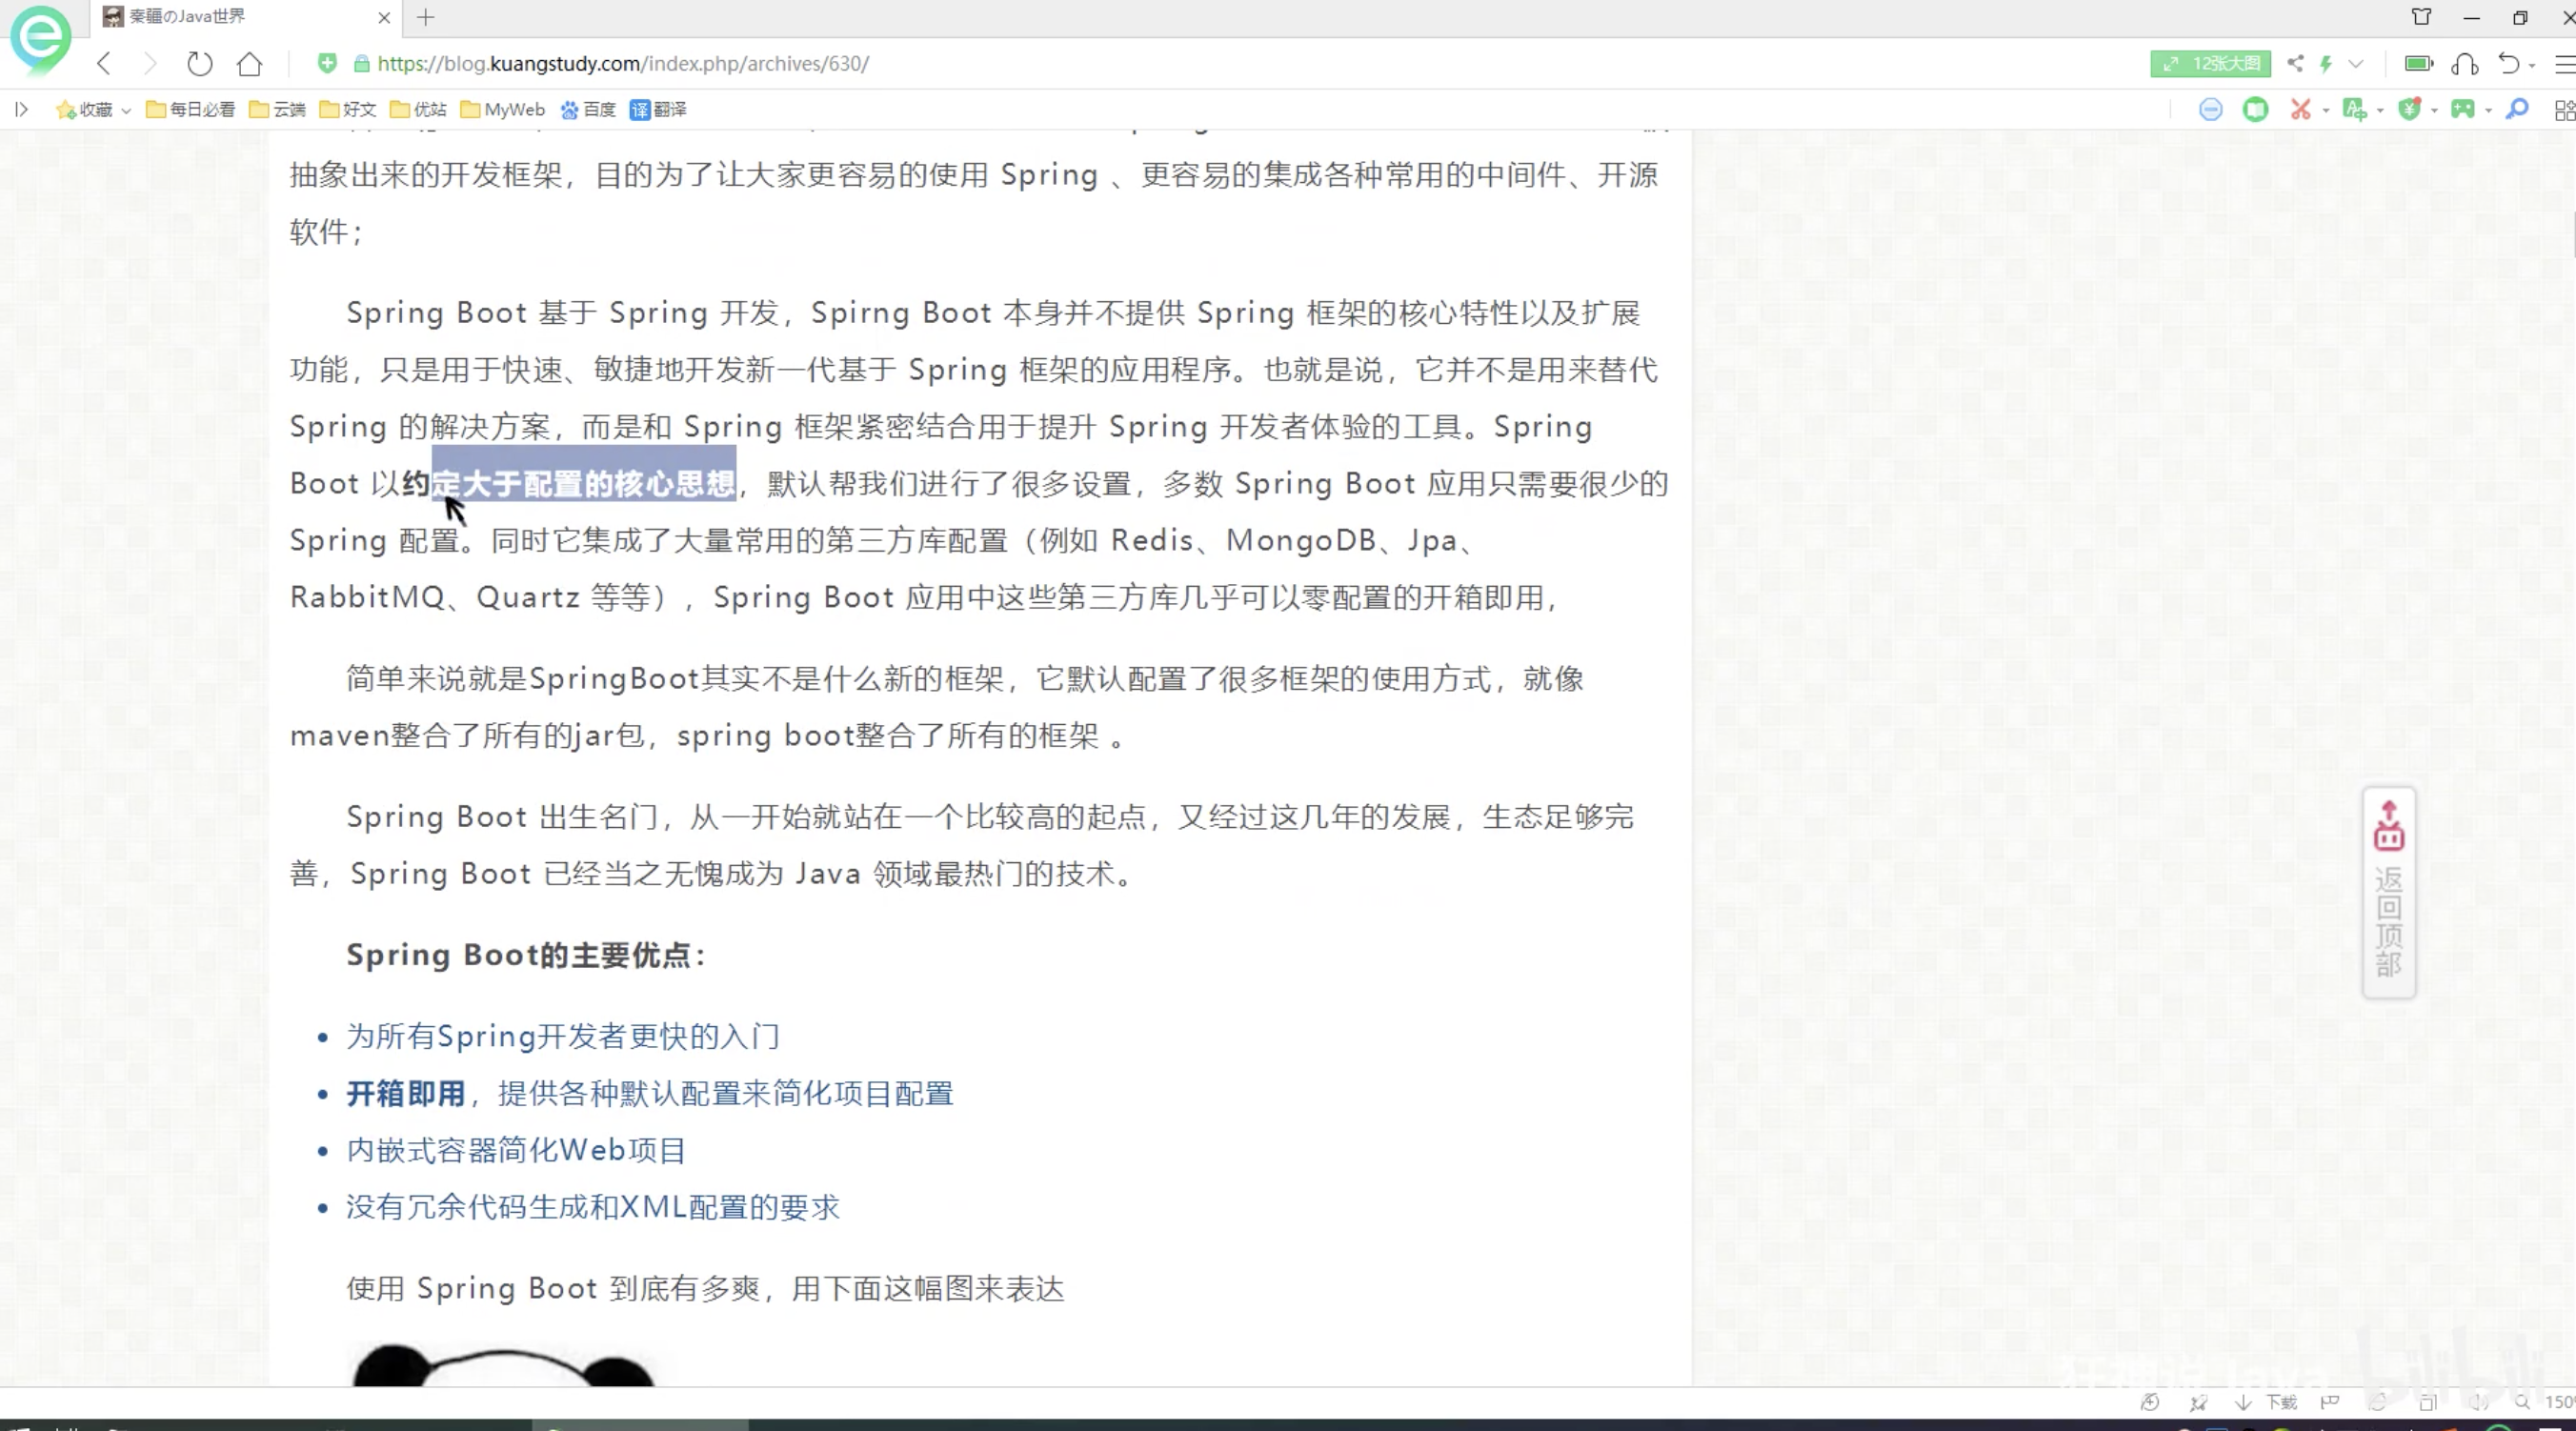 秦疆のJava世界
https://blog.kuangstudy.com/index.php/archives/630/
12张大图
收藏 每日必看 云端 好文 优站 MyWeb 百度 译 翻译
抽象出来的开发框架，目的为了让大家更容易的使用 Spring 、更容易的集成各种常用的中间件、开源
软件；
Spring Boot 基于 Spring 开发，Spirng Boot 本身并不提供 Spring 框架的核心特性以及扩展
功能，只是用于快速、敏捷地开发新一代基于 Spring 框架的应用程序。也就是说，它并不是用来替代
Spring 的解决方案，而是和 Spring 框架紧密结合用于提升 Spring 开发者体验的工具。Spring
Boot 以约定大于配置的核心思想，默认帮我们进行了很多设置，多数 Spring Boot 应用只需要很少的
Spring 配置。同时它集成了大量常用的第三方库配置（例如 Redis、MongoDB、Jpa、
RabbitMQ、Quartz 等等），Spring Boot 应用中这些第三方库几乎可以零配置的开箱即用，
简单来说就是SpringBoot其实不是什么新的框架，它默认配置了很多框架的使用方式，就像
maven整合了所有的jar包，spring boot整合了所有的框架 。
Spring Boot 出生名门，从一开始就站在一个比较高的起点，又经过这几年的发展，生态足够完
善，Spring Boot 已经当之无愧成为 Java 领域最热门的技术。
Spring Boot的主要优点：
为所有Spring开发者更快的入门
开箱即用，提供各种默认配置来简化项目配置
内嵌式容器简化Web项目
没有冗余代码生成和XML配置的要求
使用 Spring Boot 到底有多爽，用下面这幅图来表达
返回顶部
狂神说Java bilibili
下载 150